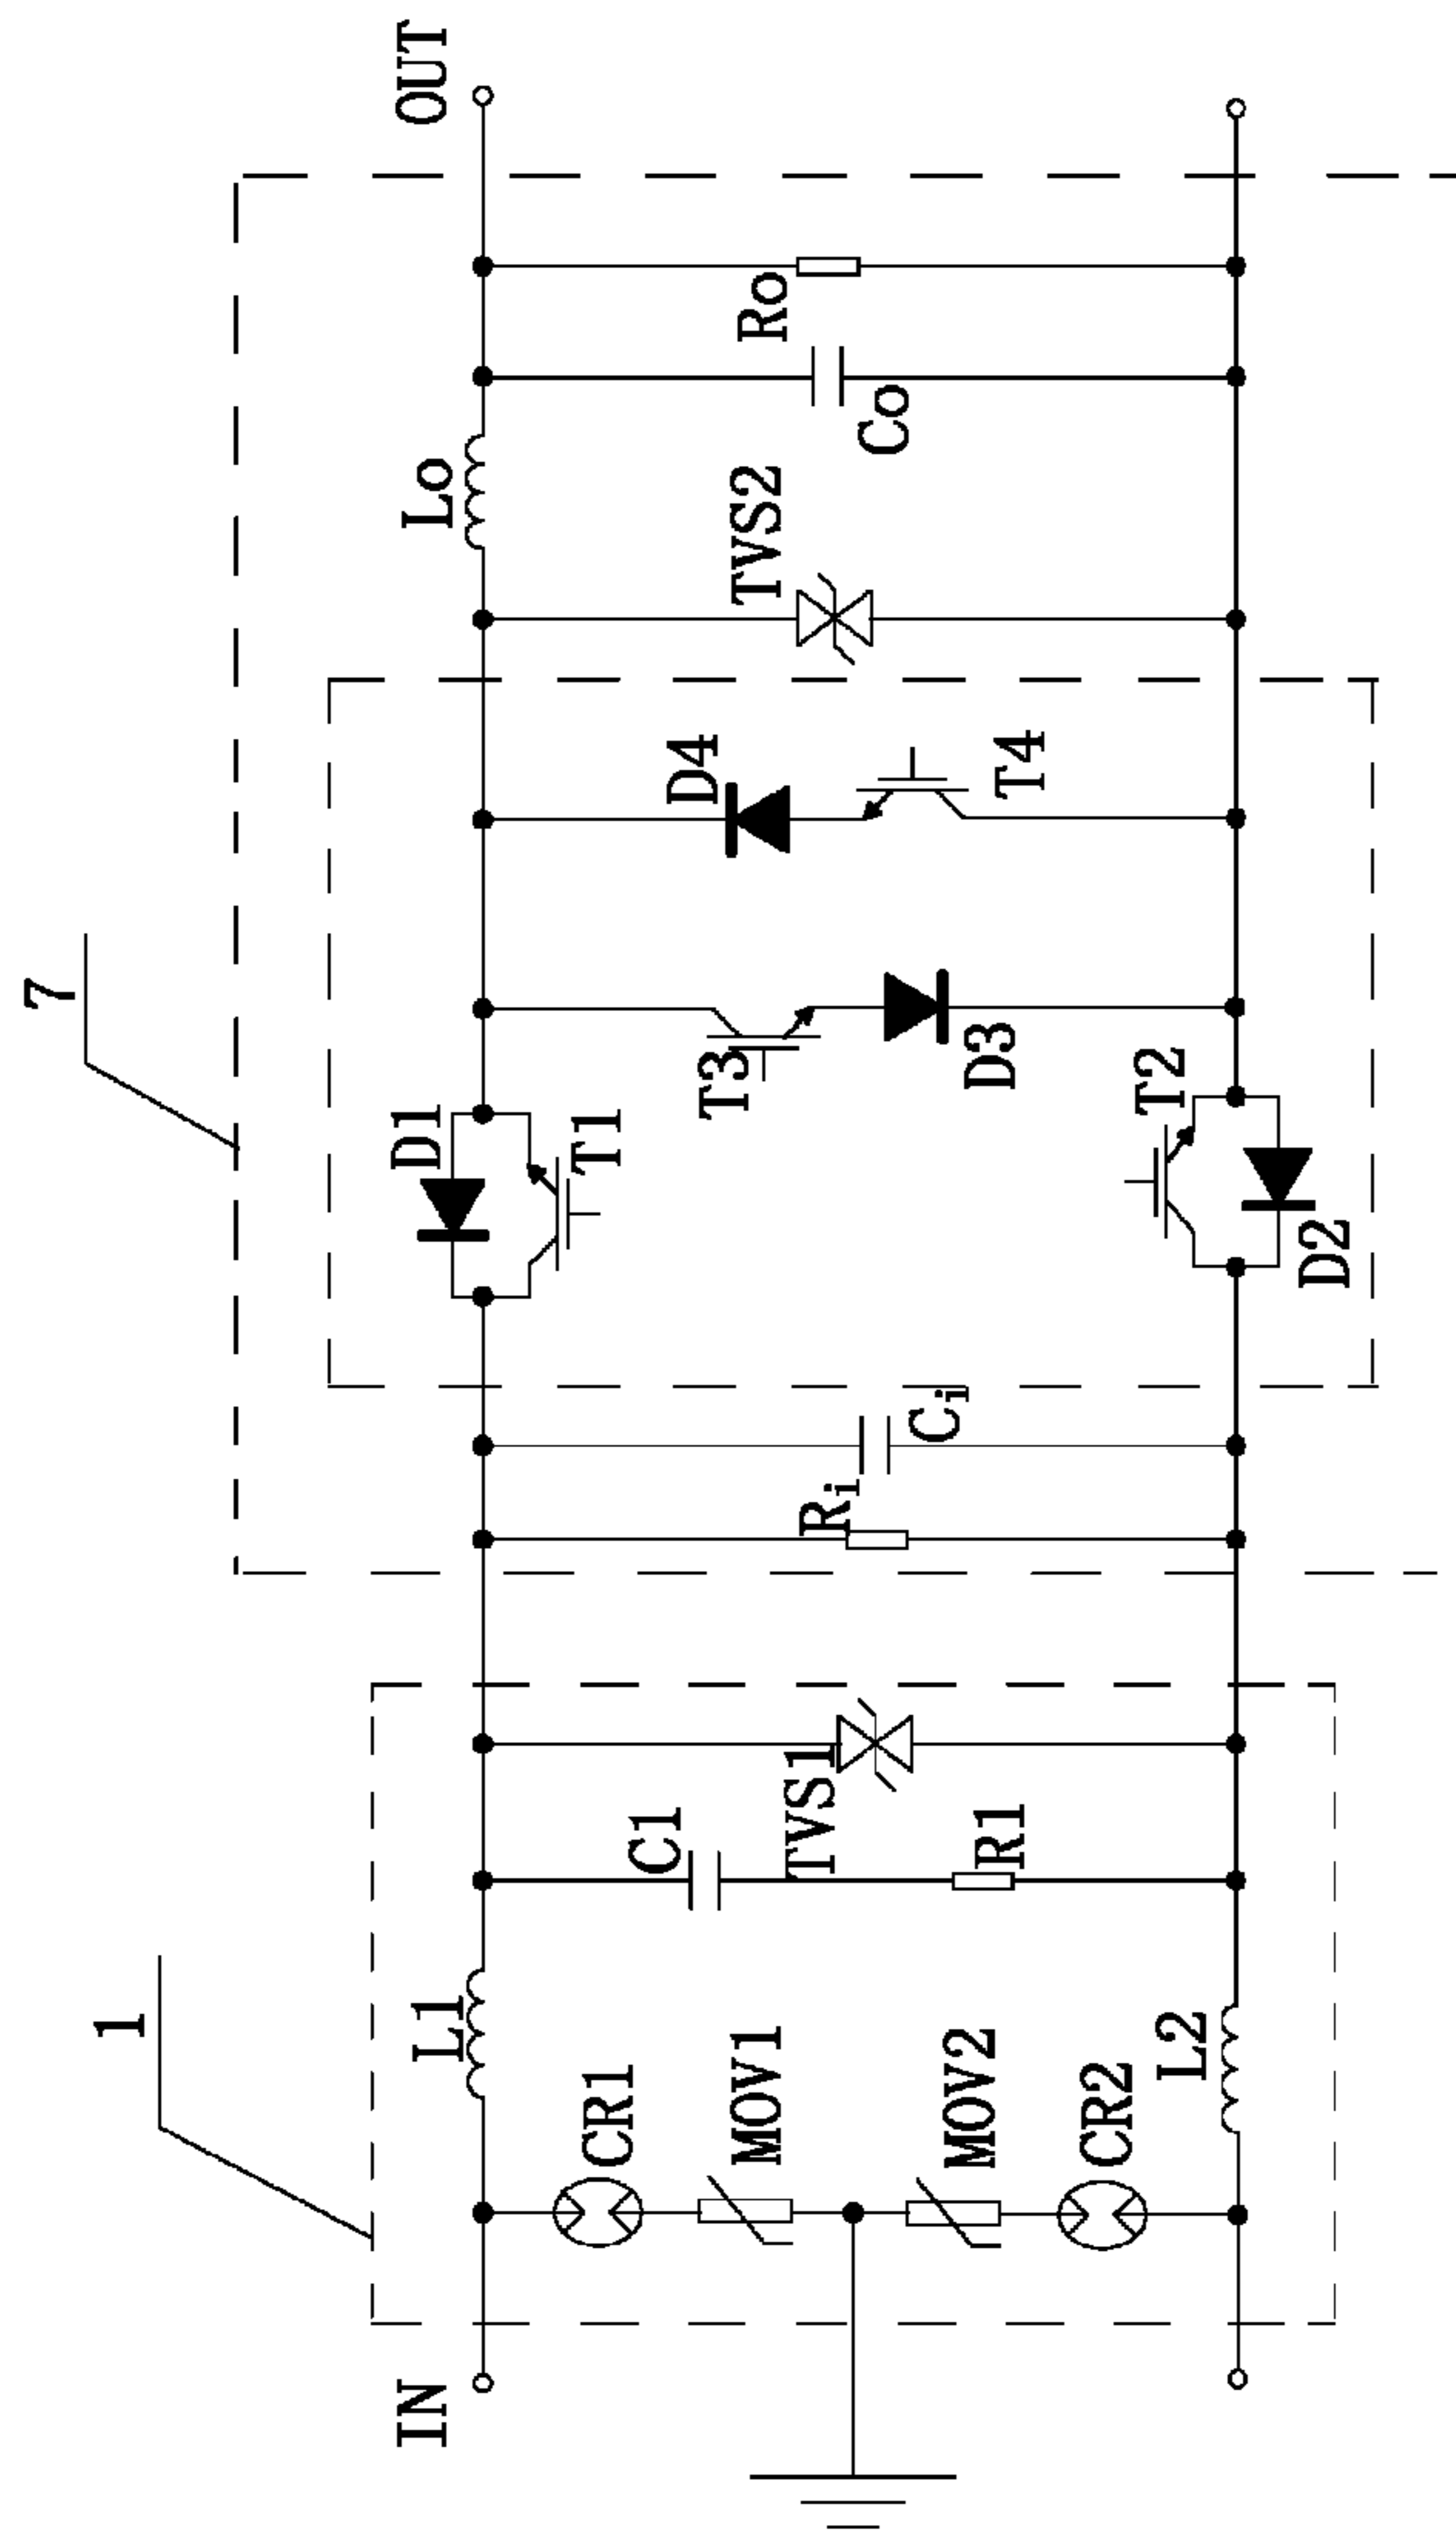 IN
OUT
1
7
L1
CR1
MOV1
MOV2
CR2
L2
C1
R1
TVS1
Ri
Ci
D1
T1
T2
D2
T3
D3
D4
T4
TVS2
Lo
Co
Ro